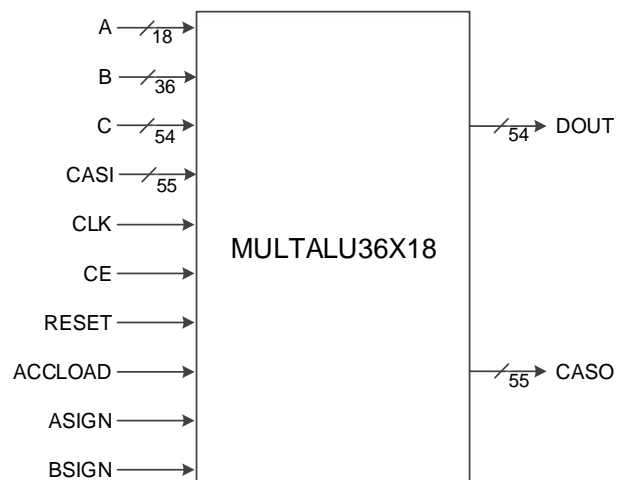 A
18
B
36
C
54
CASI
55
CLK
CE
RESET
ACCLOAD
ASIGN
BSIGN
MULTALU36X18
54
DOUT
55
CASO